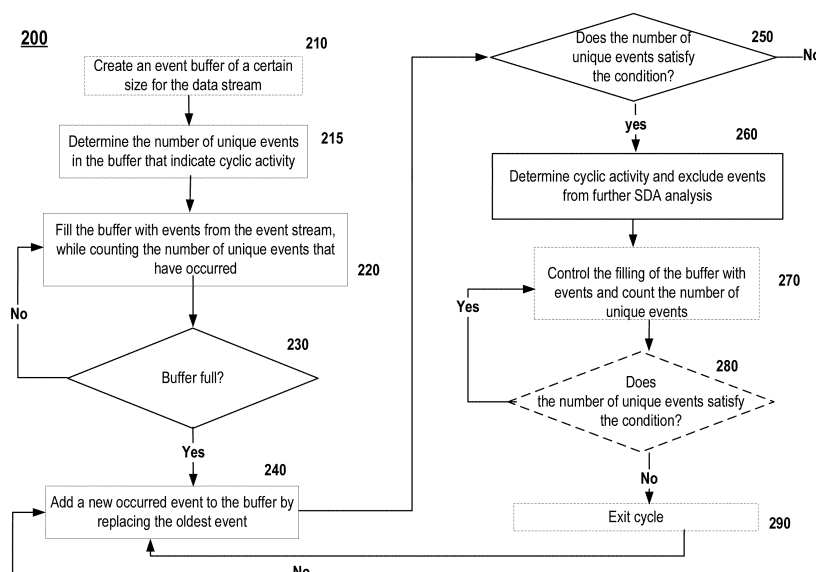 200
210
Create an event buffer of a certain
size for the data stream
215
Determine the number of unique events
in the buffer that indicate cyclic activity
Fill the buffer with events from the event stream,
while counting the number of unique events that
have occurred
220
No
230
Buffer full?
Yes
240
Add a new occurred event to the buffer by
replacing the oldest event
250
Does the number of
unique events satisfy
the condition?
No
yes
260
Determine cyclic activity and exclude events
from further SDA analysis
Control the filling of the buffer with
events and count the number of
unique events
270
Yes
280
Does
the number of unique events satisfy
the condition?
No
Exit cycle
290
No